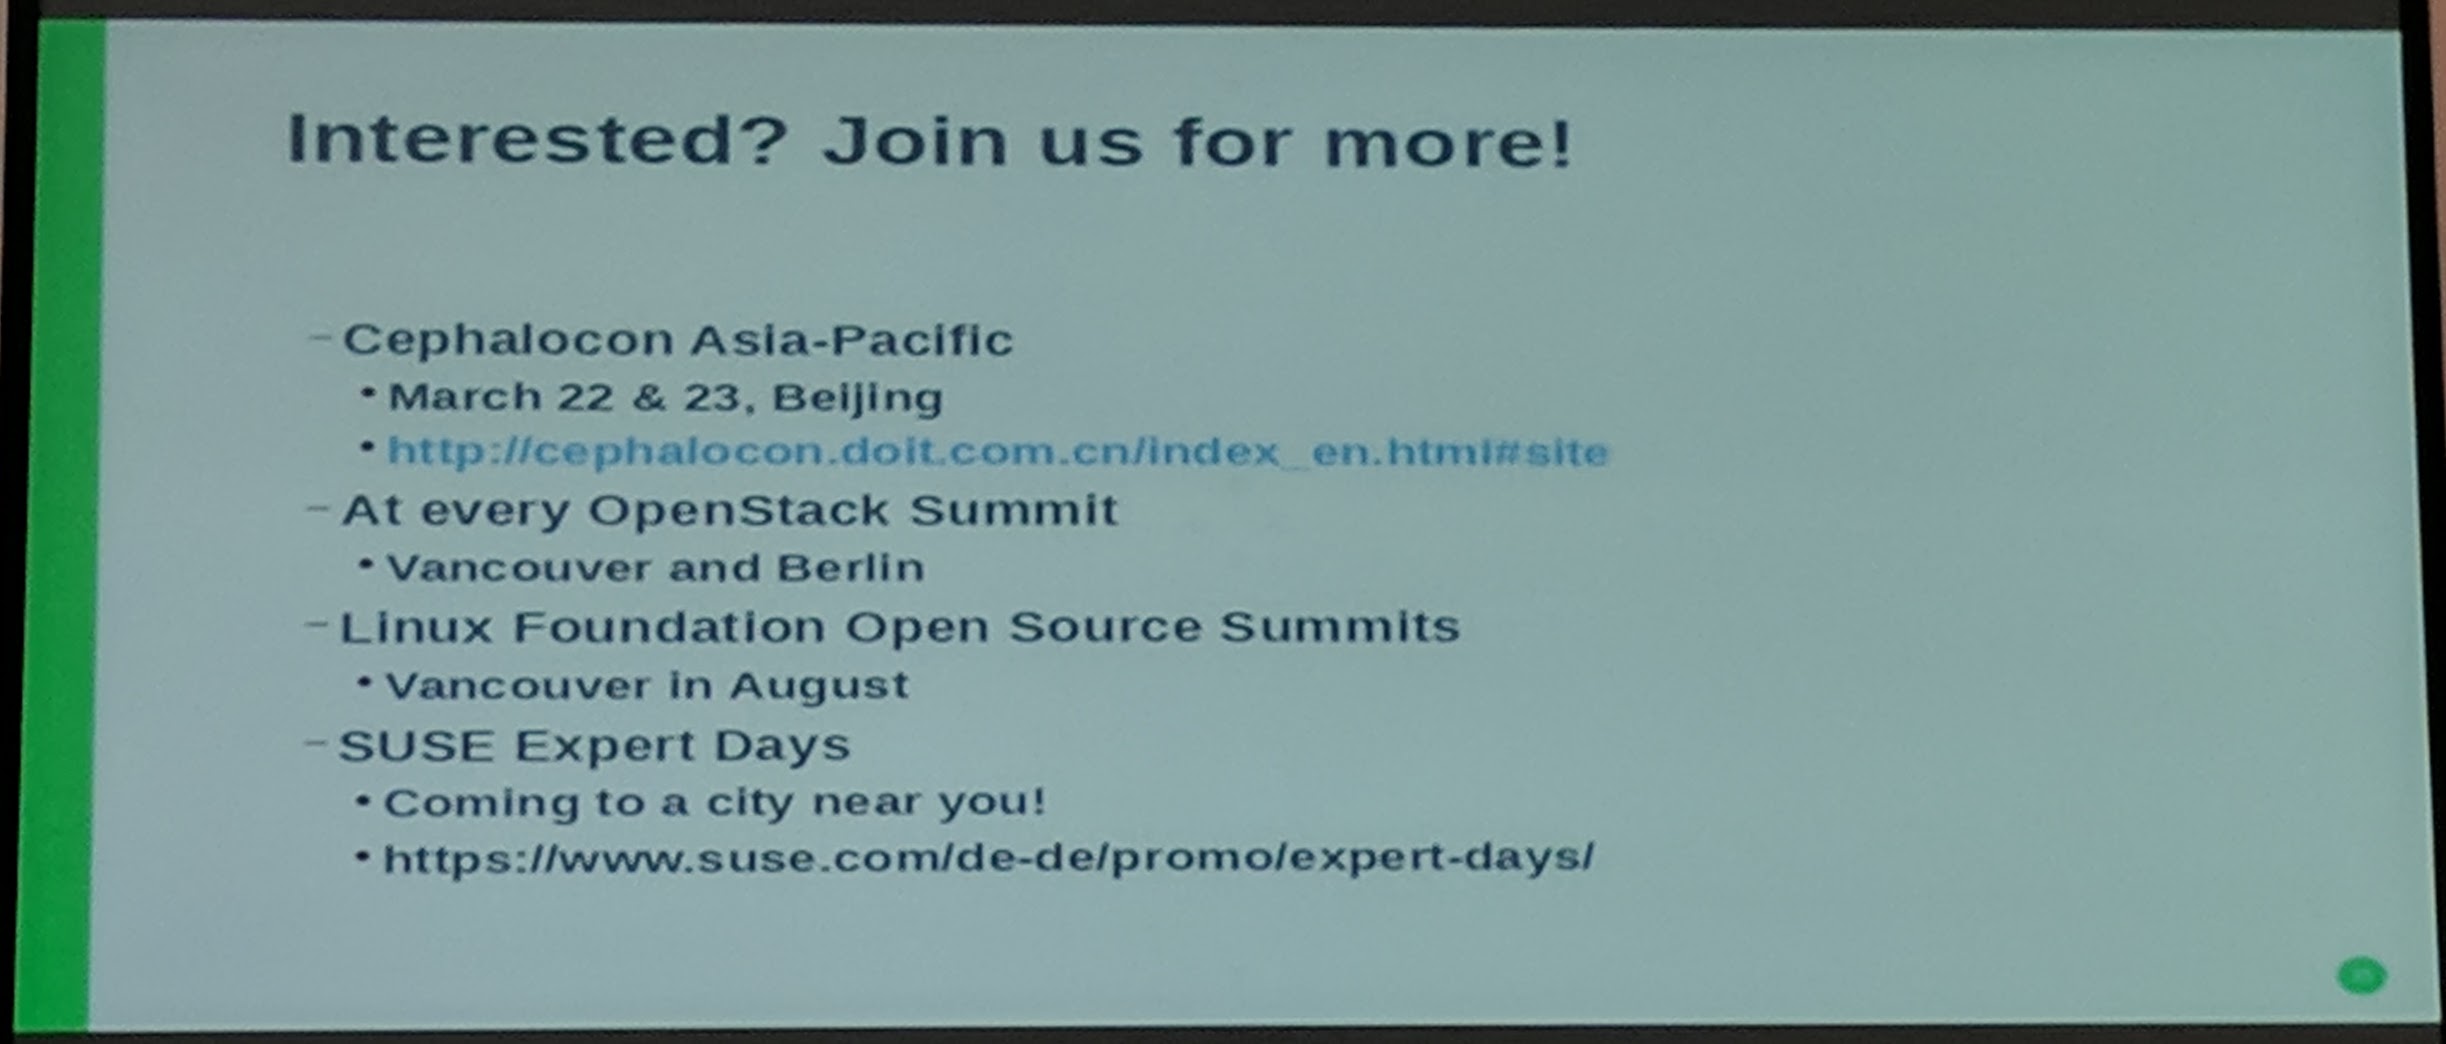 Interested? Join us for more!
– Cephalocon Asia-Pacific
• March 22 & 23, Beijing
• http://cephalocon.doit.com.cn/index_en.html#site
– At every OpenStack Summit
• Vancouver and Berlin
– Linux Foundation Open Source Summits
• Vancouver in August
– SUSE Expert Days
• Coming to a city near you!
• https://www.suse.com/de-de/promo/expert-days/